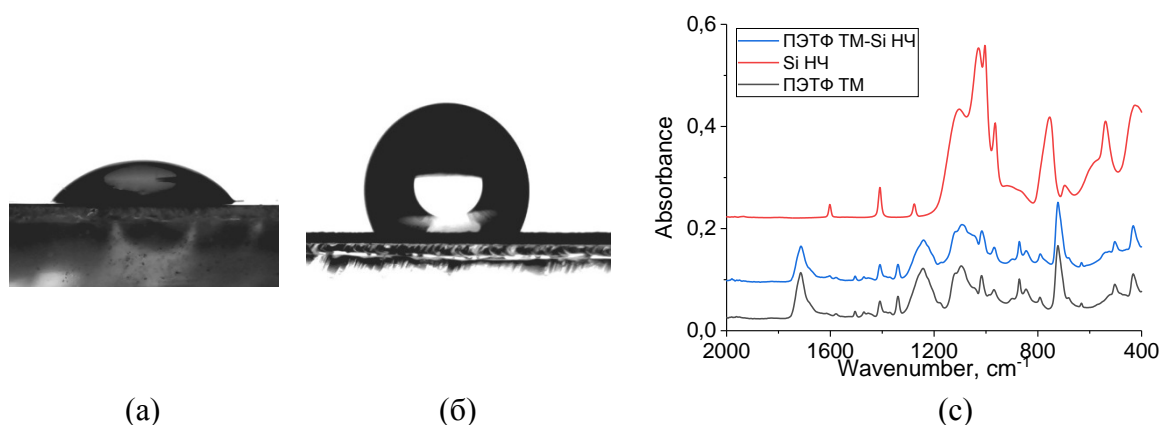 0,6
ПЭТФ ТМ-Si НЧ
Si НЧ
ПЭТФ ТМ
0,4
0,2
0,0
Absorbance
2000 1600 1200 800 400
Wavenumber, cm⁻¹
(а) (б) (с)